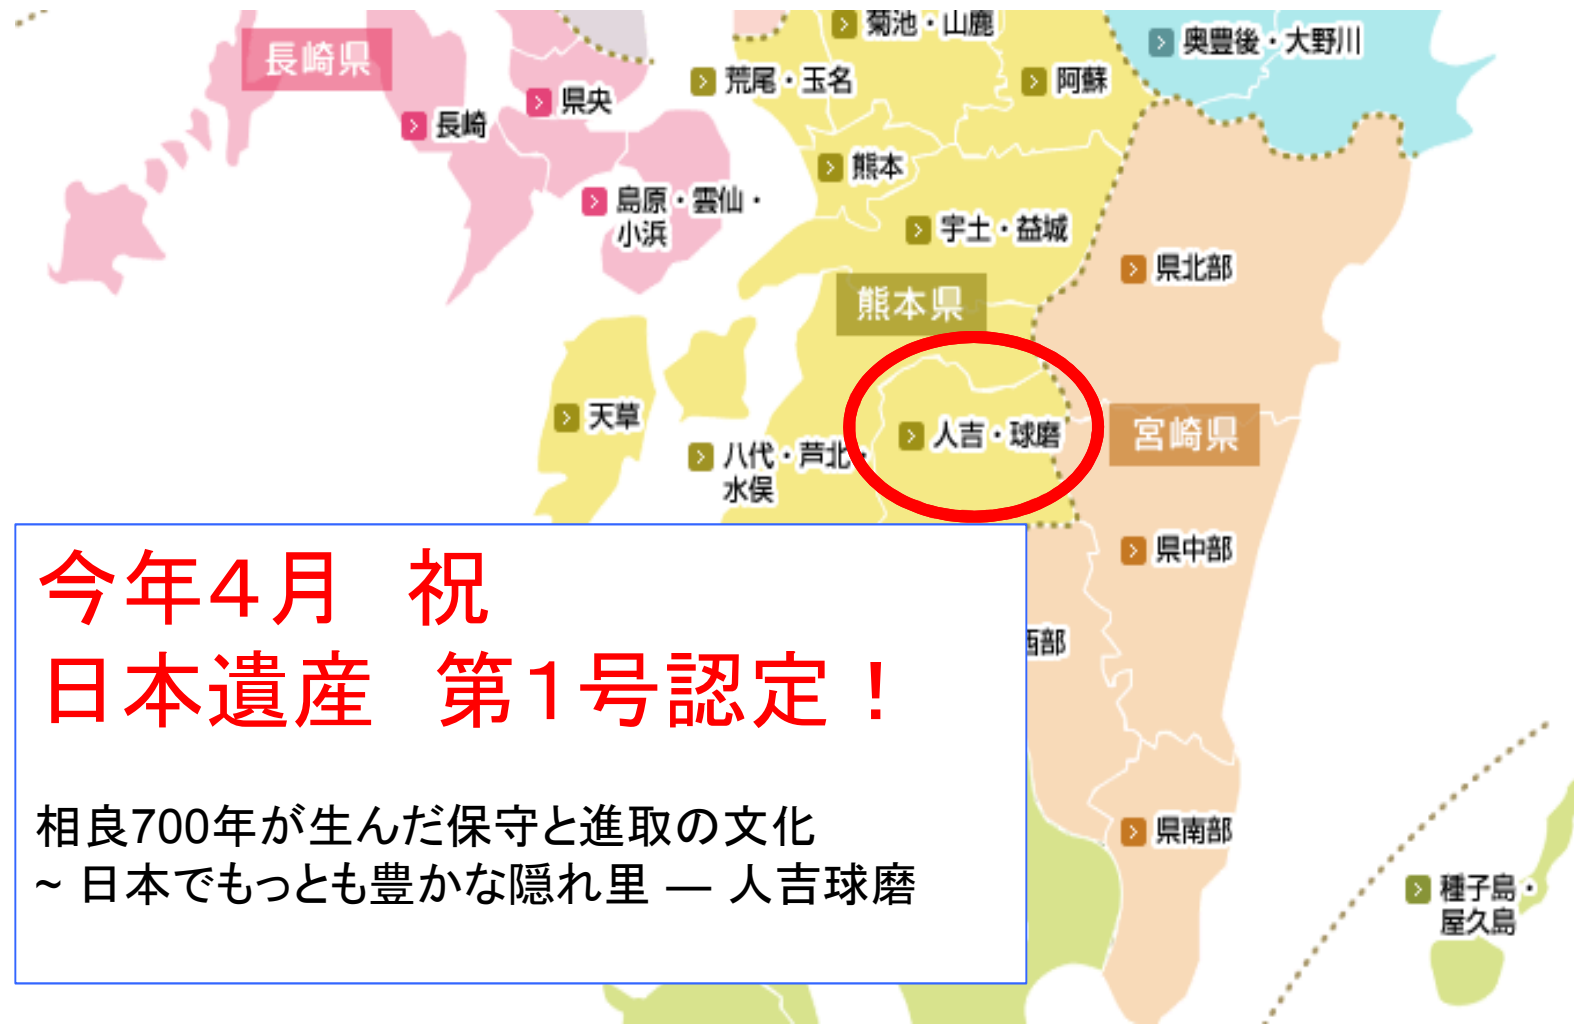 菊池・山鹿
奥豊後・大野川
長崎県
荒尾・玉名
阿蘇
県央
長崎
熊本
島原・雲仙・
小浜
宇土・益城
県北部
熊本県
天草
人吉・球磨
宮崎県
八代・芦北・
水俣
県中部
今年4月 祝
日本遺産 第1号認定！
西部
相良700年が生んだ保守と進取の文化
~ 日本でもっとも豊かな隠れ里 ― 人吉球磨
県南部
種子島・
屋久島